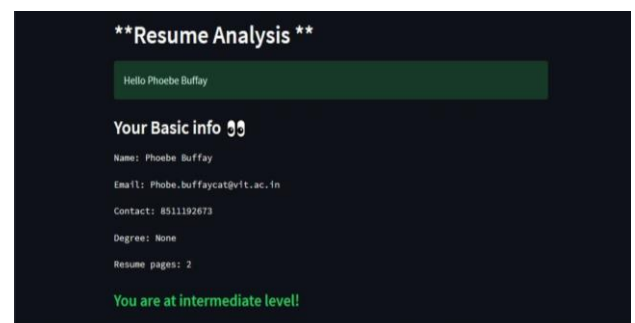 **Resume Analysis **
Hello Phoebe Buffay
Your Basic info 👀
Name: Phoebe Buffay
Email: Phobe.buffaycat@vit.ac.in
Contact: 8511192673
Degree: None
Resume pages: 2
You are at intermediate level!